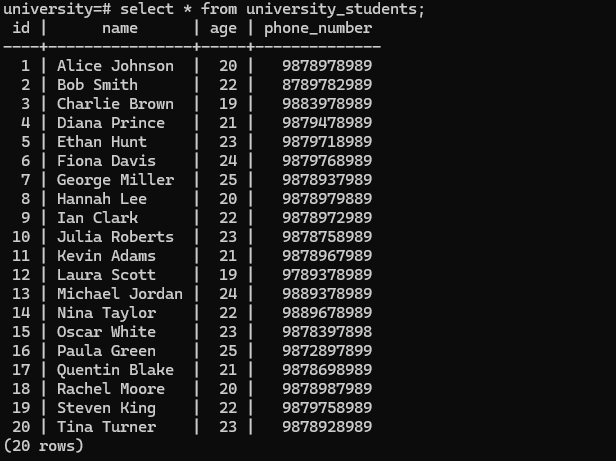 university=# select * from university_students;
 id |      name      | age | phone_number
----+----------------+-----+--------------
  1 | Alice Johnson  |  20 |   9878978989
  2 | Bob Smith      |  22 |   8789782989
  3 | Charlie Brown  |  19 |   9883978989
  4 | Diana Prince   |  21 |   9879478989
  5 | Ethan Hunt     |  23 |   9879718989
  6 | Fiona Davis    |  24 |   9879768989
  7 | George Miller  |  25 |   9878937989
  8 | Hannah Lee     |  20 |   9878979889
  9 | Ian Clark      |  22 |   9878972989
 10 | Julia Roberts  |  23 |   9878758989
 11 | Kevin Adams    |  21 |   9878967989
 12 | Laura Scott    |  19 |   9789378989
 13 | Michael Jordan |  24 |   9889378989
 14 | Nina Taylor    |  22 |   9889678989
 15 | Oscar White    |  23 |   9878397898
 16 | Paula Green    |  25 |   9872897899
 17 | Quentin Blake  |  21 |   9878698989
 18 | Rachel Moore   |  20 |   9878987989
 19 | Steven King    |  22 |   9879758989
 20 | Tina Turner    |  23 |   9878928989
(20 rows)